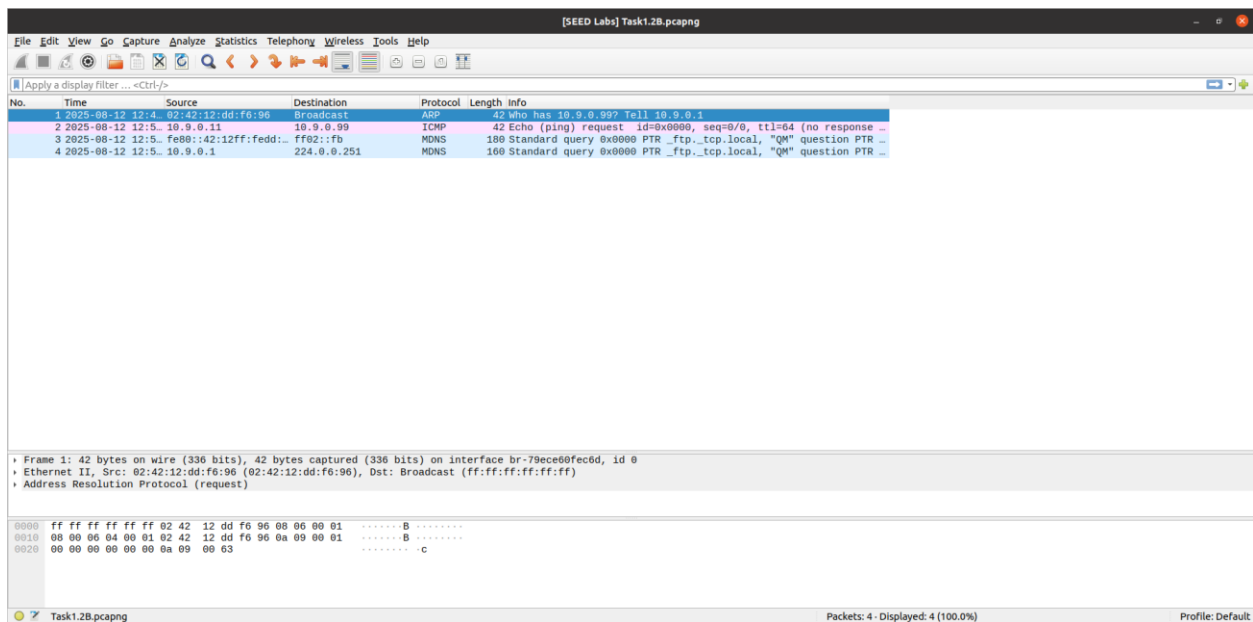 [SEED Labs] Task1.2B.pcapng
File Edit View Go Capture Analyze Statistics Telephony Wireless Tools Help
Apply a display filter ... <Ctrl-/>
No. Time Source Destination Protocol Length Info
1 2025-08-12 12:4… 02:42:12:dd:f6:96 Broadcast ARP 42 Who has 10.9.0.99? Tell 10.9.0.1
2 2025-08-12 12:5… 10.9.0.11 10.9.0.99 ICMP 42 Echo (ping) request id=0x0000, seq=0/0, ttl=64 (no response …
3 2025-08-12 12:5… fe80::42:12ff:fedd:… ff02::fb MDNS 180 Standard query 0x0000 PTR _ftp._tcp.local, "QM" question PTR …
4 2025-08-12 12:5… 10.9.0.1 224.0.0.251 MDNS 160 Standard query 0x0000 PTR _ftp._tcp.local, "QM" question PTR …
Frame 1: 42 bytes on wire (336 bits), 42 bytes captured (336 bits) on interface br-79ece60fec6d, id 0
Ethernet II, Src: 02:42:12:dd:f6:96 (02:42:12:dd:f6:96), Dst: Broadcast (ff:ff:ff:ff:ff:ff)
Address Resolution Protocol (request)
0000 ff ff ff ff ff ff 02 42 12 dd f6 96 08 06 00 01 ·······B ········
0010 08 00 06 04 00 01 02 42 12 dd f6 96 0a 09 00 01 ·······B ········
0020 00 00 00 00 00 00 0a 09 00 63 ········ ·c
Task1.2B.pcapng Packets: 4 · Displayed: 4 (100.0%) Profile: Default